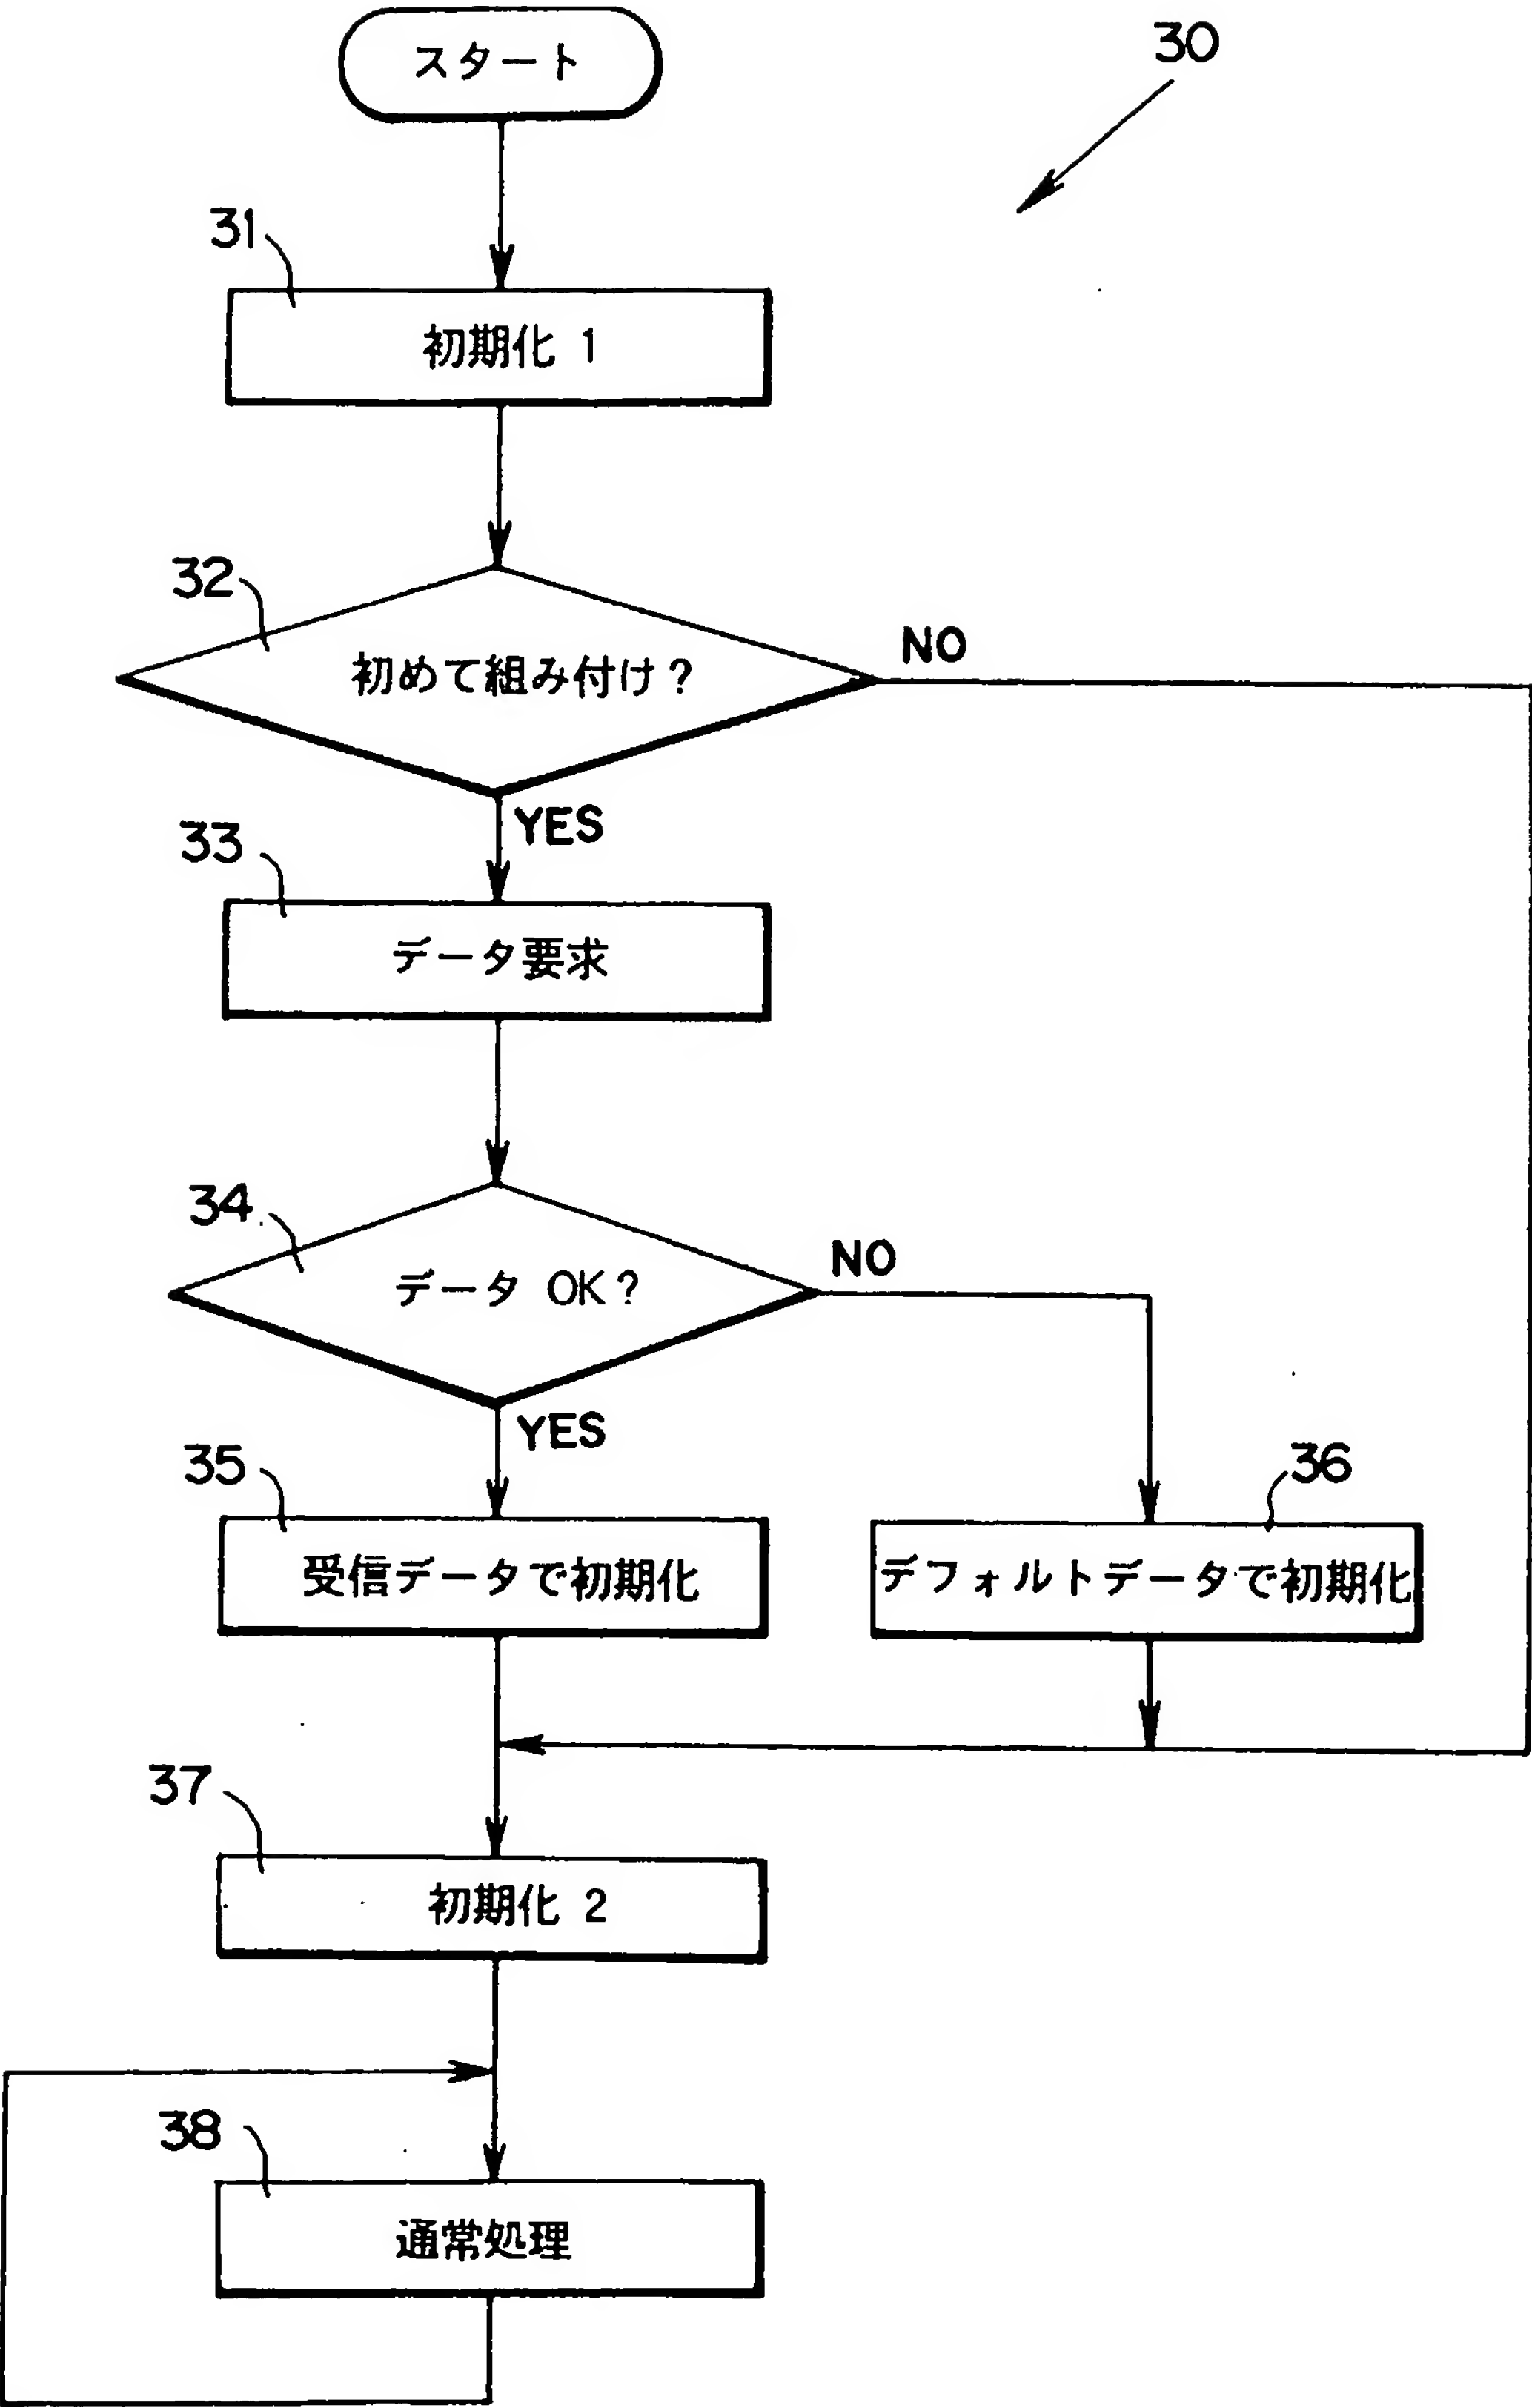 スタート
30
31
初期化 1
32
初めて組み付け？
NO
YES
33
データ要求
34
データ OK？
NO
YES
35
受信データで初期化
36
デフォルトデータで初期化
37
初期化 2
38
通常処理